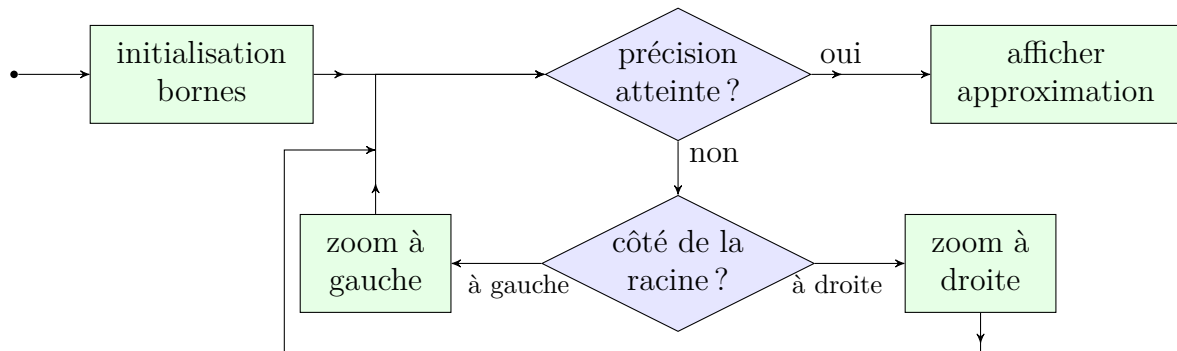 initialisation
bornes
précision
atteinte ?
oui
afficher
approximation
non
zoom à
gauche
à gauche
côté de la
racine ?
à droite
zoom à
droite